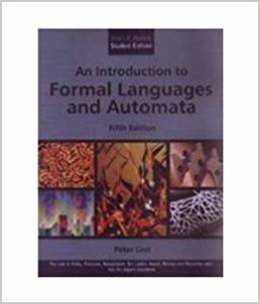 Student Edition
An Introduction to
Formal Languages
and Automata
Fifth Edition
Peter Linz